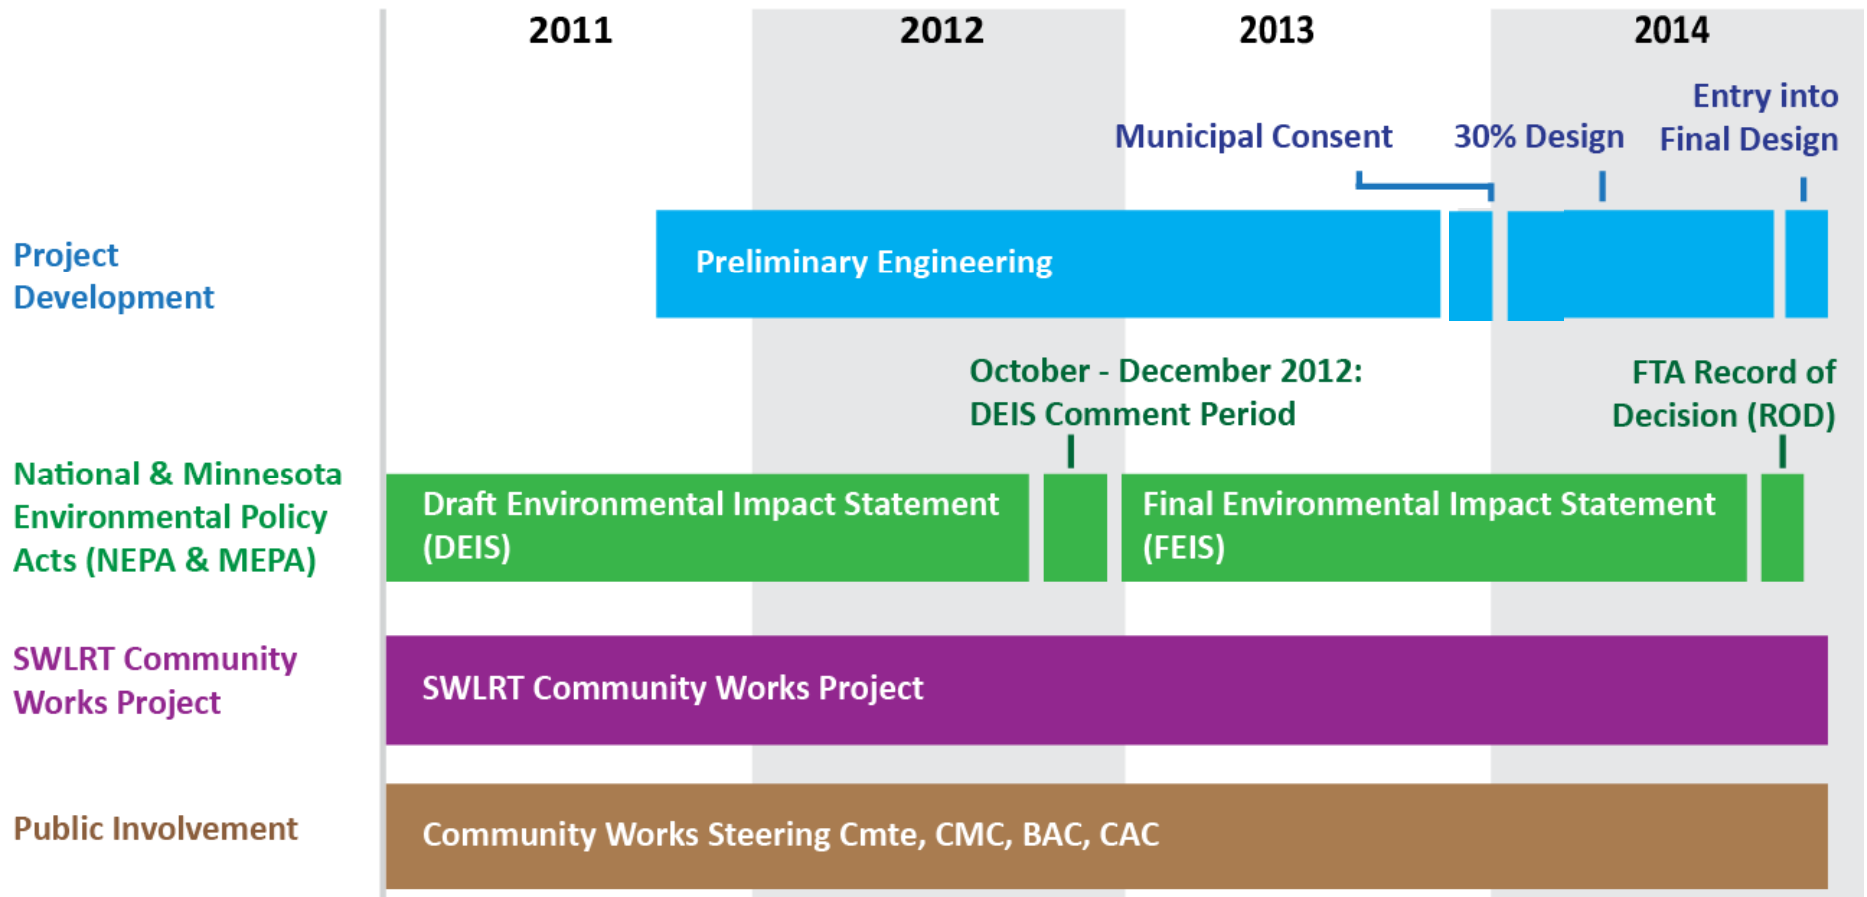 2011
2012
2013
2014
Municipal Consent
30% Design
Entry into
Final Design
Project
Development
Preliminary Engineering
October - December 2012:
DEIS Comment Period
FTA Record of
Decision (ROD)
National & Minnesota
Environmental Policy
Acts (NEPA & MEPA)
Draft Environmental Impact Statement
(DEIS)
Final Environmental Impact Statement
(FEIS)
SWLRT Community
Works Project
SWLRT Community Works Project
Public Involvement
Community Works Steering Cmte, CMC, BAC, CAC